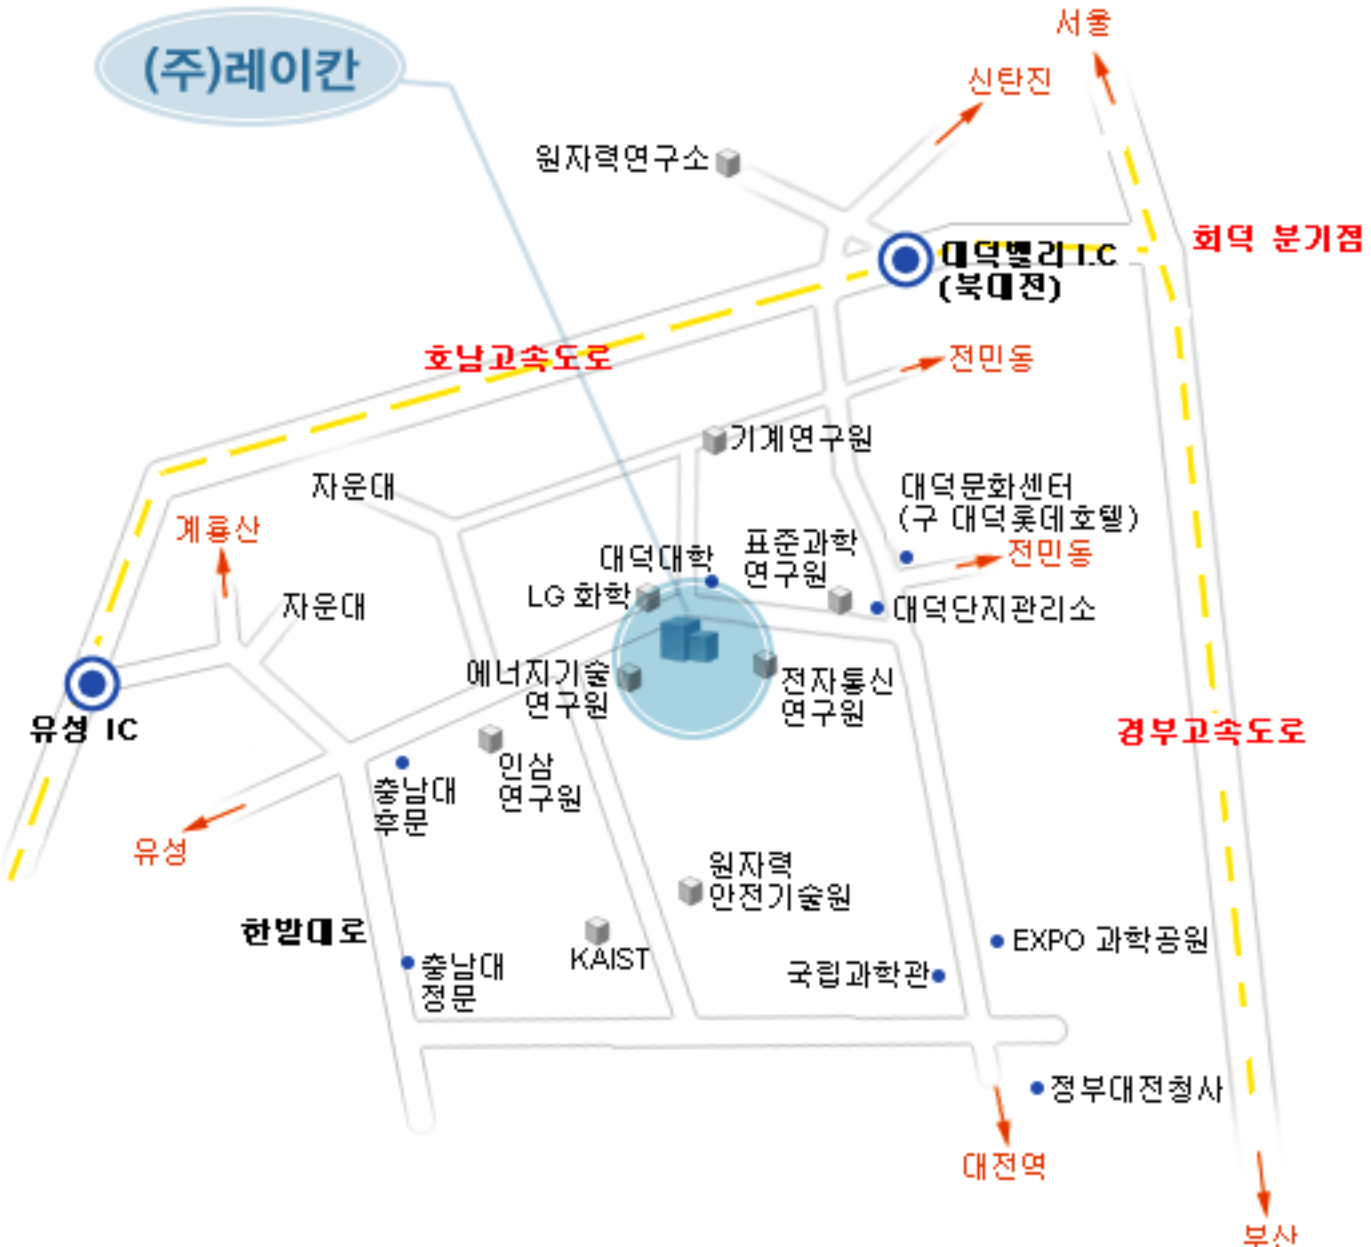 서울
(주)레이칸
신탄진
원자력연구소
회덕 분기점
대덕밸리 I.C
(북대전)
호남고속도로
전민동
기계연구원
자운대
대덕문화센터
(구 대덕롯데호텔)
계룡산
표준과학
연구원
대덕대학
전민동
LG 화학
자운대
대덕단지관리소
에너지기술
연구원
전자통신
연구원
유성 IC
경부고속도로
인삼
연구원
충남대
후문
유성
원자력
안전기술원
한밭대로
EXPO 과학공원
KAIST
충남대
정문
국립과학관
정부대전청사
대전역
부산